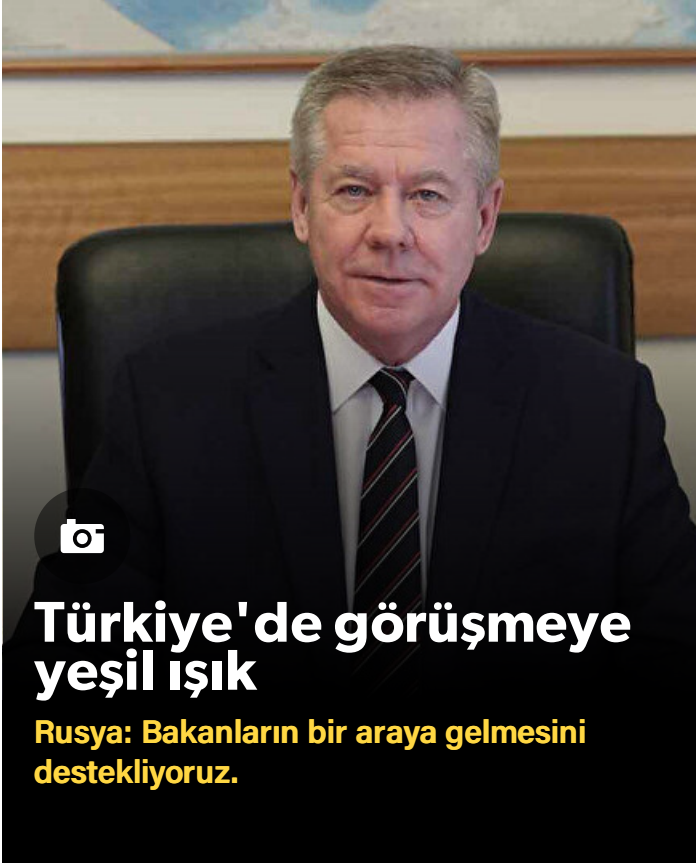 Türkiye'de görüşmeye
yeşil ışık
Rusya: Bakanların bir araya gelmesini
destekliyoruz.